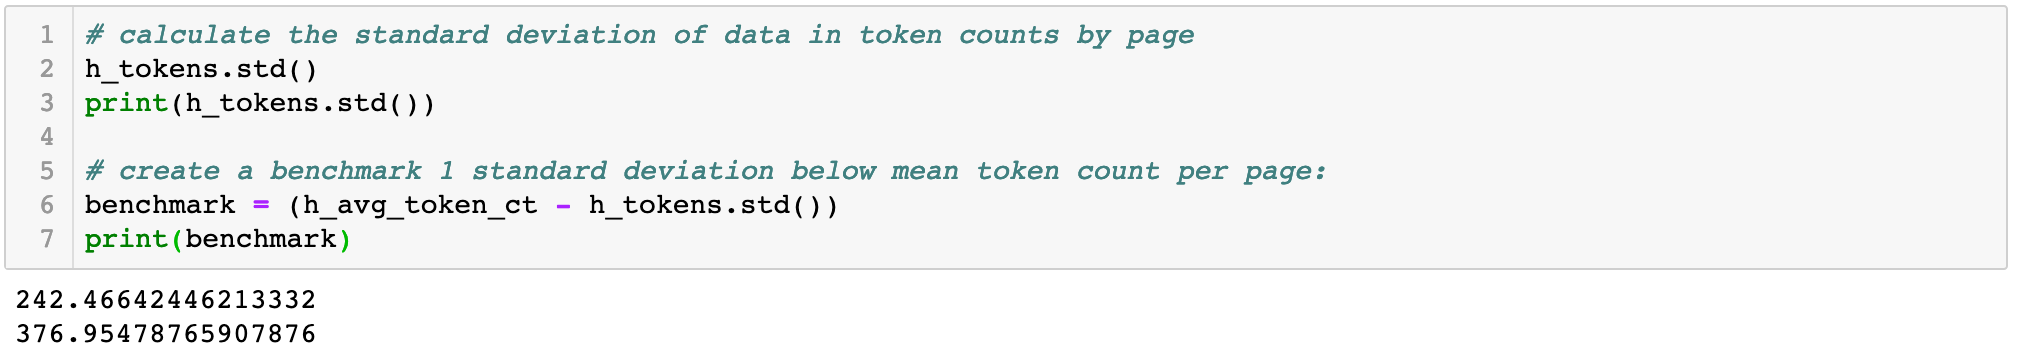 1 # calculate the standard deviation of data in token counts by page
2 h_tokens.std()
3 print(h_tokens.std())
4
5 # create a benchmark 1 standard deviation below mean token count per page:
6 benchmark = (h_avg_token_ct - h_tokens.std())
7 print(benchmark)
242.46642446213332
376.95478765907876